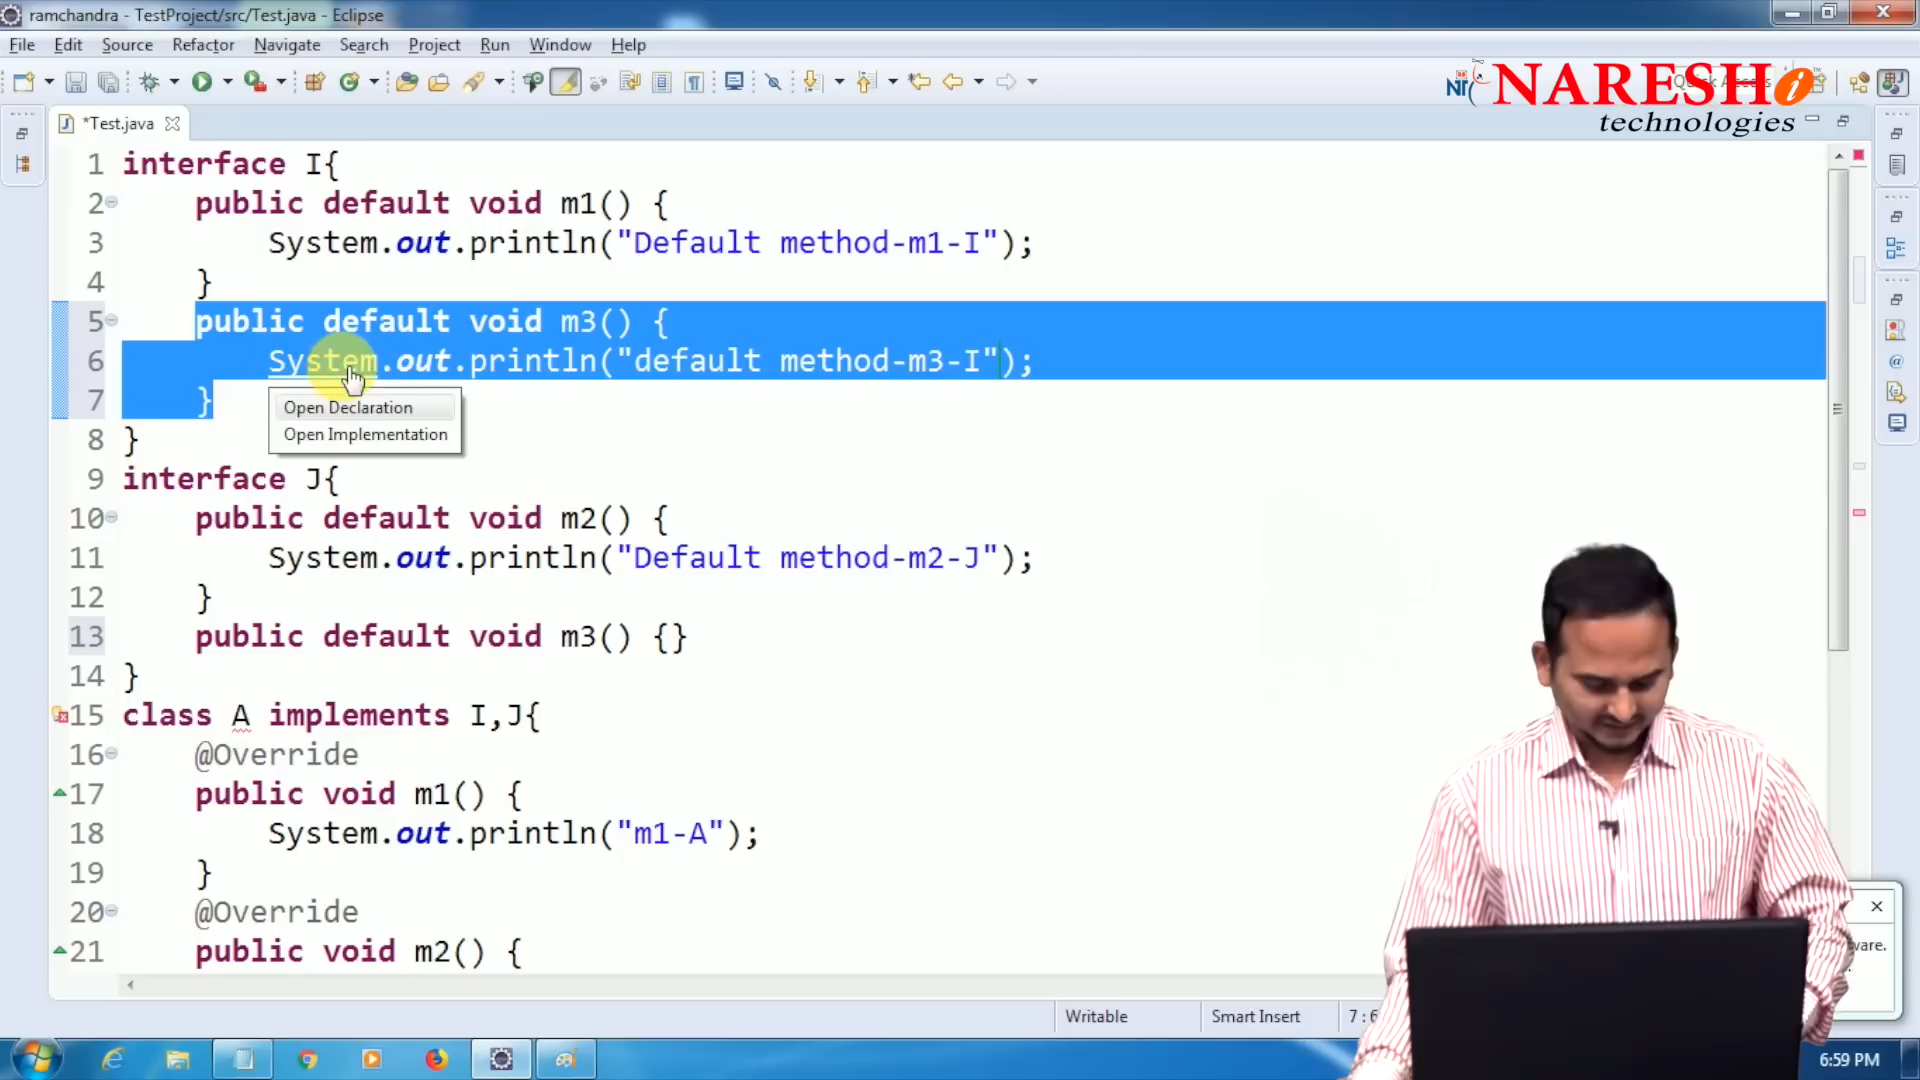 ramchandra - TestProject/src/Test.java - Eclipse
File Edit Source Refactor Navigate Search Project Run Window Help
NARESH i
technologies
*Test.java
1 interface I{
2 public default void m1() {
3 System.out.println("Default method-m1-I");
4 }
5 public default void m3() {
6 System.out.println("default method-m3-I");
7 }
Open Declaration
Open Implementation
8 }
9 interface J{
10 public default void m2() {
11 System.out.println("Default method-m2-J");
12 }
13 public default void m3() {}
14 }
15 class A implements I,J{
16 @Override
17 public void m1() {
18 System.out.println("m1-A");
19 }
20 @Override
21 public void m2() {
Writable Smart Insert 7 : 6
6:59 PM